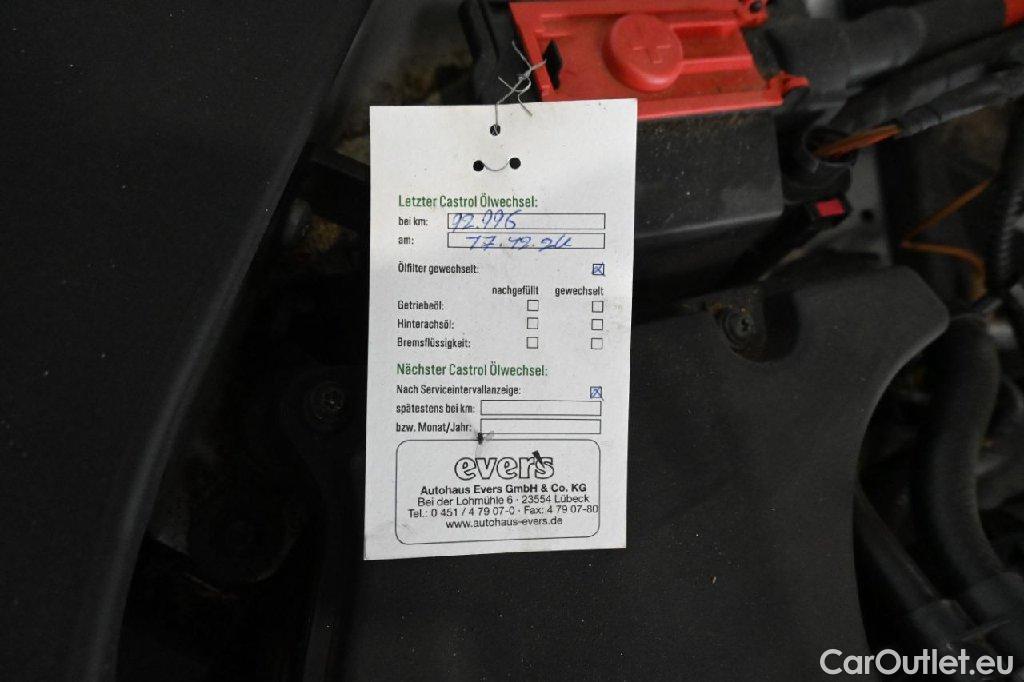 Letzter Castrol Ölwechsel:
bei km: 92.996
am: 17.12.24
Ölfilter gewechselt:
nachgefüllt gewechselt
Getriebeöl:
Hinterachsöl:
Bremsflüssigkeit:
Nächster Castrol Ölwechsel:
Nach Serviceintervallanzeige:
spätestens bei km:
bzw. Monat/Jahr:
evers
Autohaus Evers GmbH & Co. KG
Bei der Lohmühle 6 · 23554 Lübeck
Tel.: 0 451 / 4 79 07-0 · Fax: 4 79 07-80
www.autohaus-evers.de
CarOutlet.eu